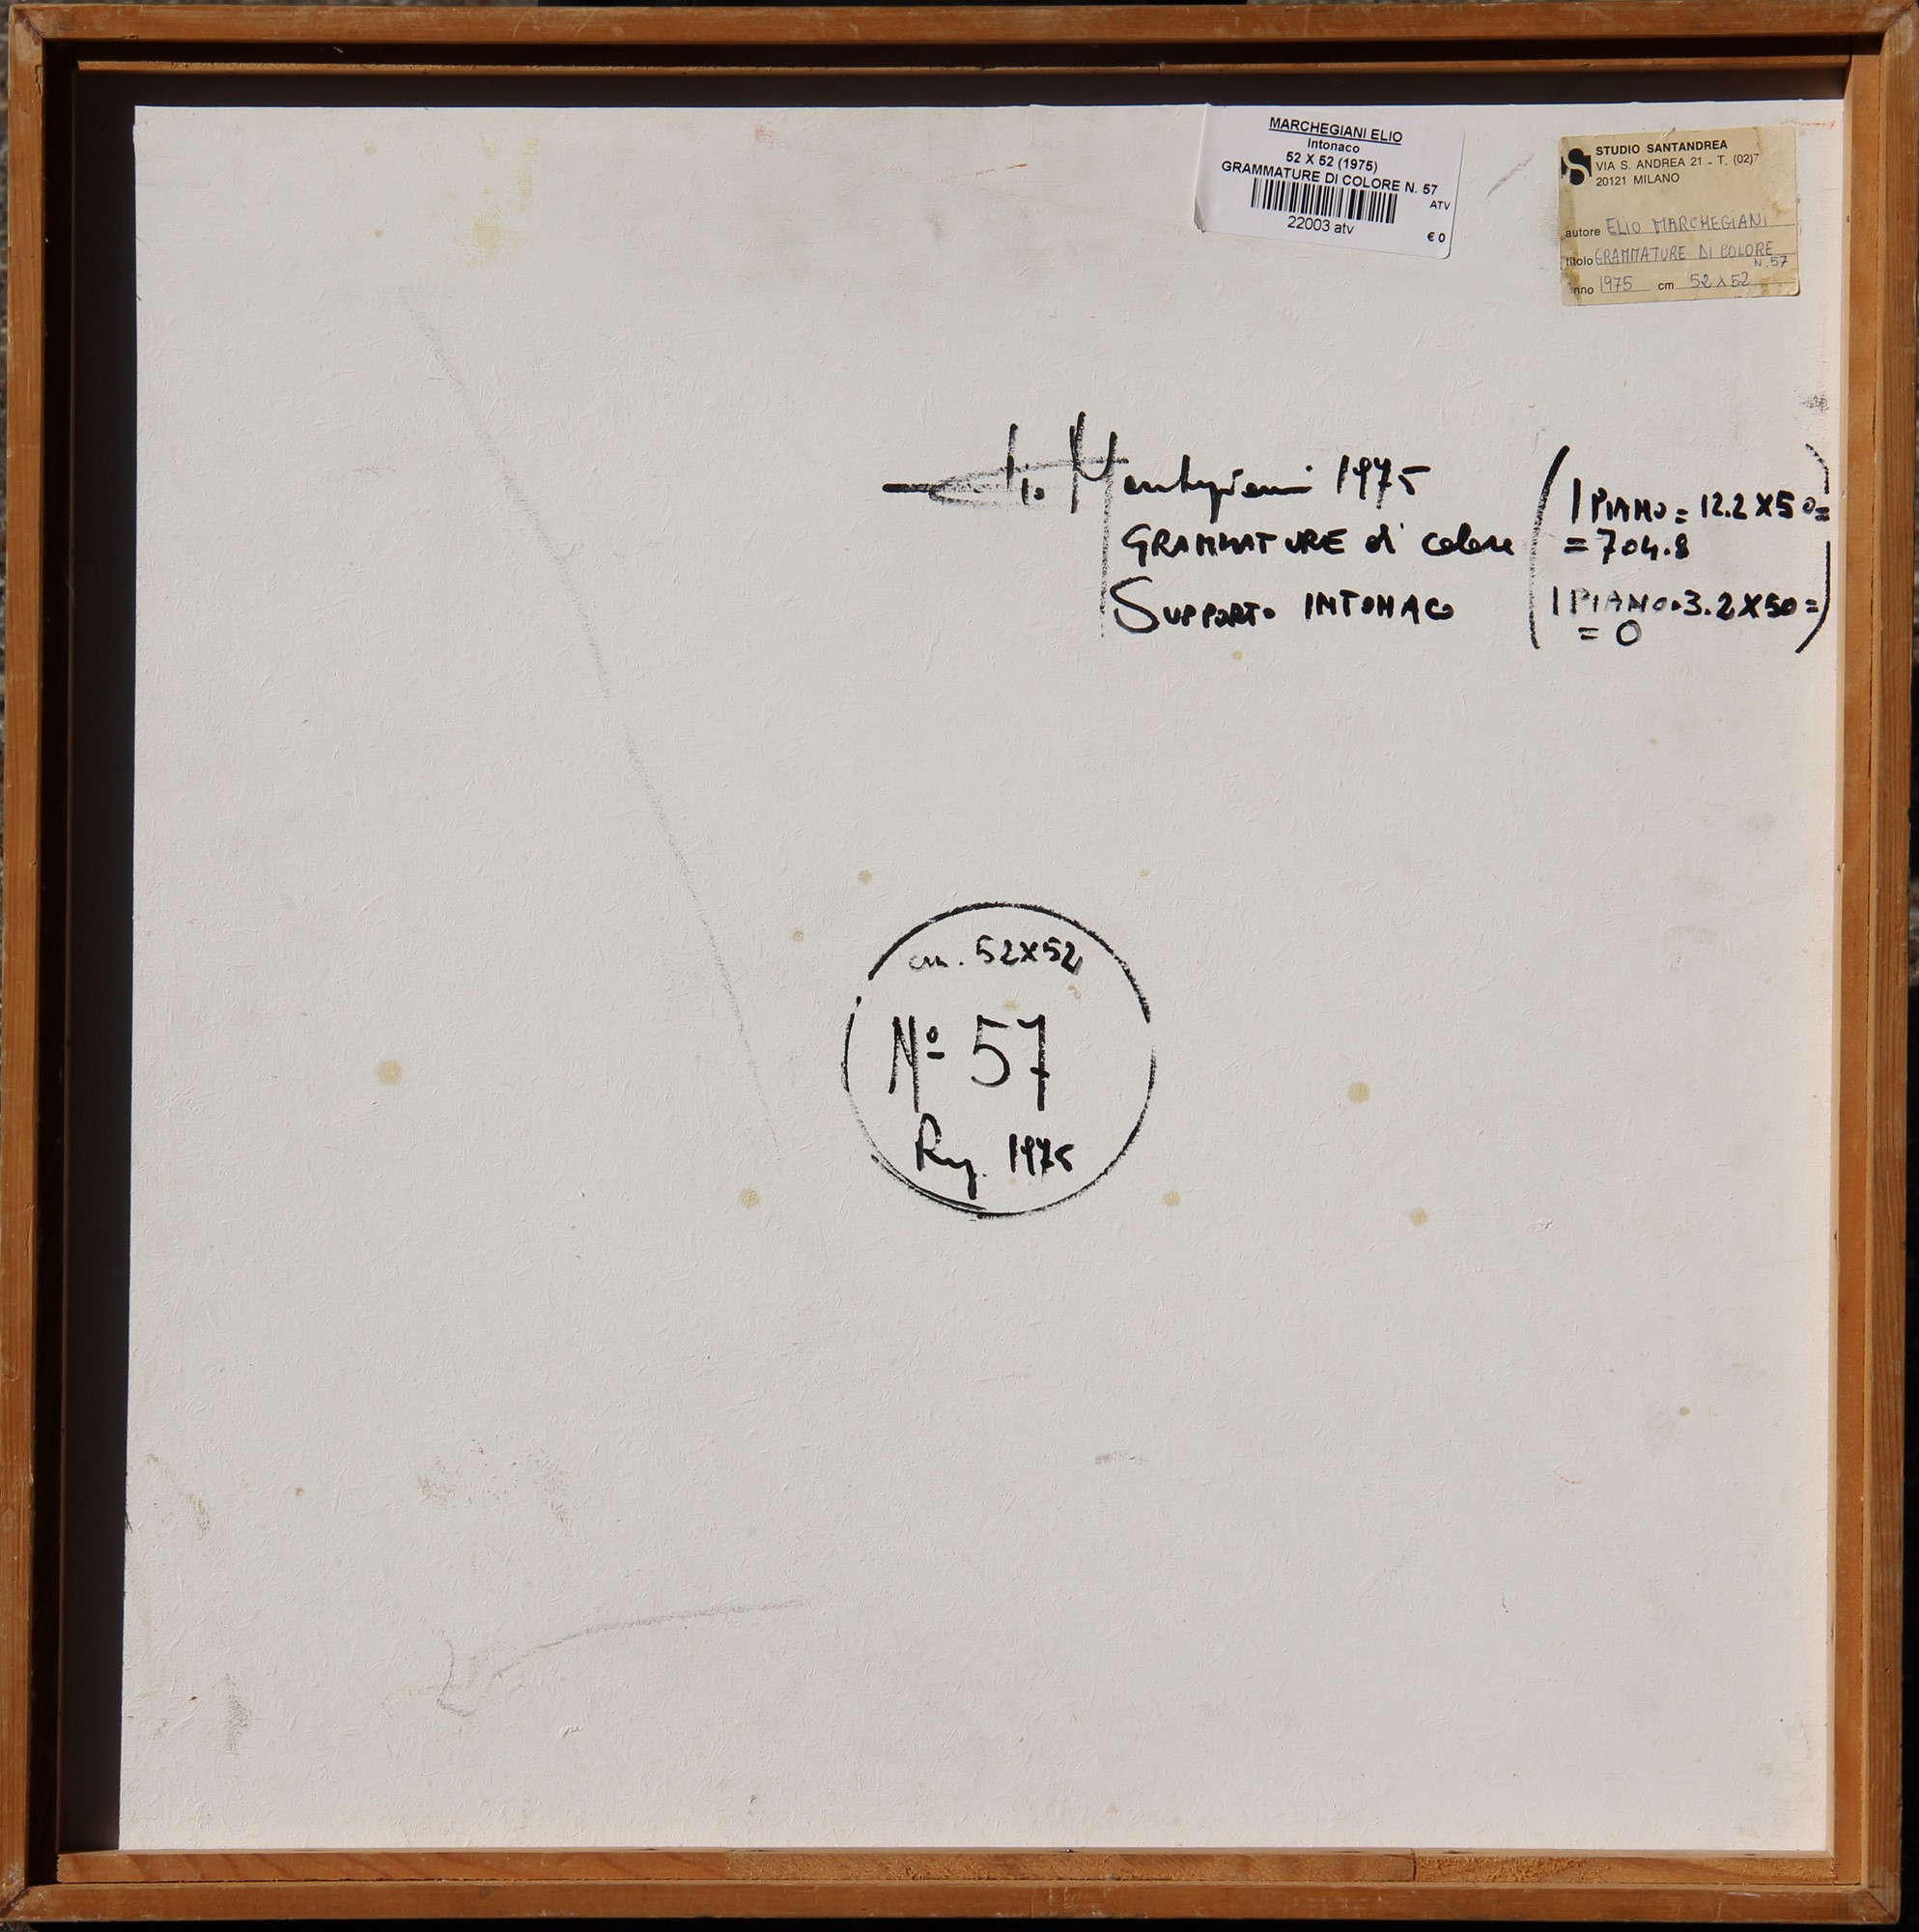 MARCHEGIANI ELIO
Intonaco
52 X 52 (1975)
GRAMMATURE DI COLORE N. 57
ATV
22003 atv
€ 0
S STUDIO SANTANDREA
VIA S. ANDREA 21 - T. (02)7
20121 MILANO
autore ELIO MARCHEGIANI
titolo GRAMMATURE DI COLORE
N. 57
nno 1975 cm 52 x 52
Elio Marchegiani 1975
GRAMMATURE di colore
SUPPORTO INTONACO
(1 PIANO = 12.2 X 50 =
= 704.8
1 PIANO. 3.2 X 50 =
= 0)
cm. 52X52
Nº 57
1975